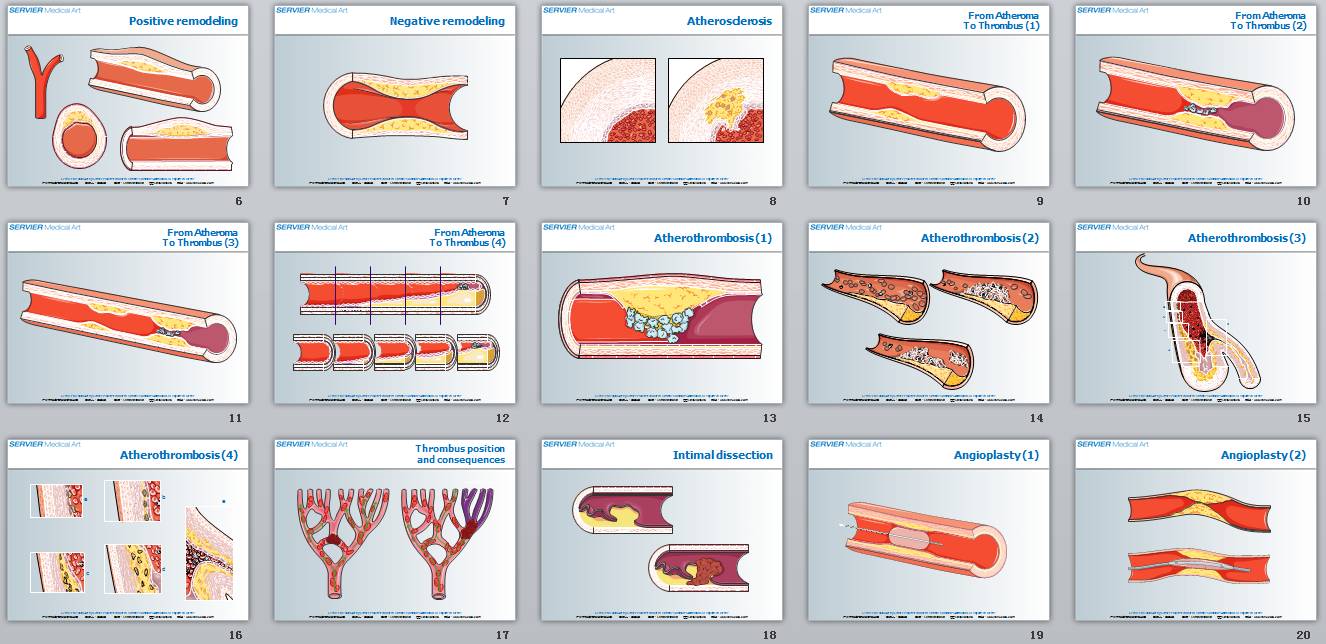 SERVIER Medical Art
Positive remodeling
6
SERVIER Medical Art
Negative remodeling
7
SERVIER Medical Art
Atherosderosis
8
SERVIER Medical Art
From Atheroma
To Thrombus (1)
9
SERVIER Medical Art
From Atheroma
To Thrombus (2)
10
SERVIER Medical Art
From Atheroma
To Thrombus (3)
11
SERVIER Medical Art
From Atheroma
To Thrombus (4)
12
SERVIER Medical Art
Atherothrombosis (1)
13
SERVIER Medical Art
Atherothrombosis (2)
14
SERVIER Medical Art
Atherothrombosis (3)
15
SERVIER Medical Art
Atherothrombosis (4)
16
SERVIER Medical Art
Thrombus position
and consequences
17
SERVIER Medical Art
Intimal dissection
18
SERVIER Medical Art
Angioplasty (1)
19
SERVIER Medical Art
Angioplasty (2)
20